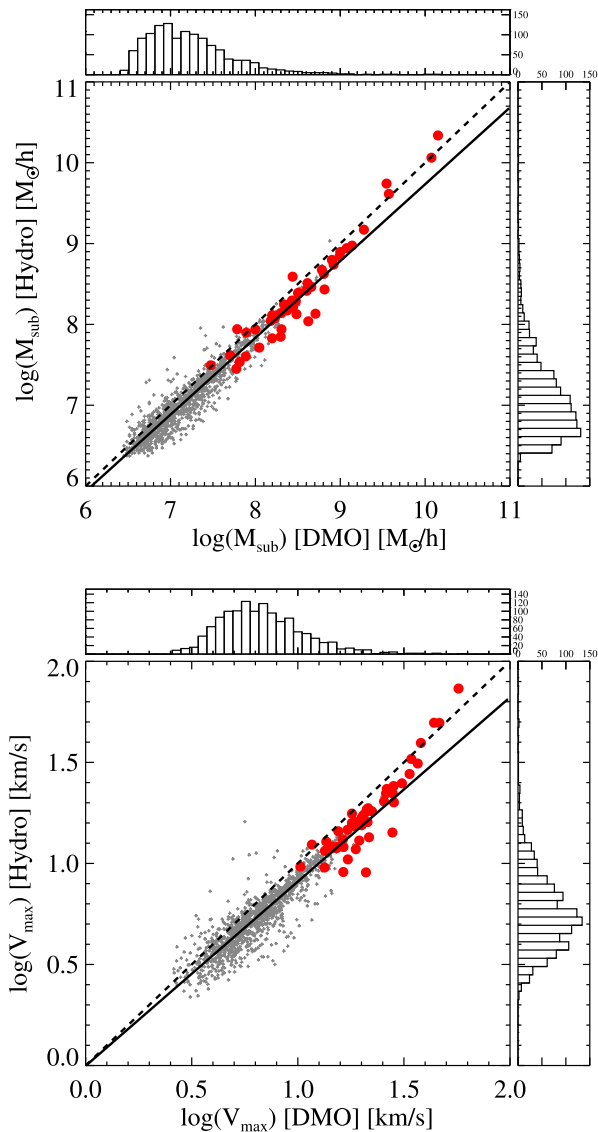 150
100
50
0
0 50 100 150
11
10
9
8
7
6
log(M_sub) [Hydro] [M☉/h]
6 7 8 9 10 11
log(M_sub) [DMO] [M☉/h]
140
120
100
80
60
40
20
0
0 50 100 150
2.0
1.5
1.0
0.5
0.0
log(V_max) [Hydro] [km/s]
0.0 0.5 1.0 1.5 2.0
log(V_max) [DMO] [km/s]